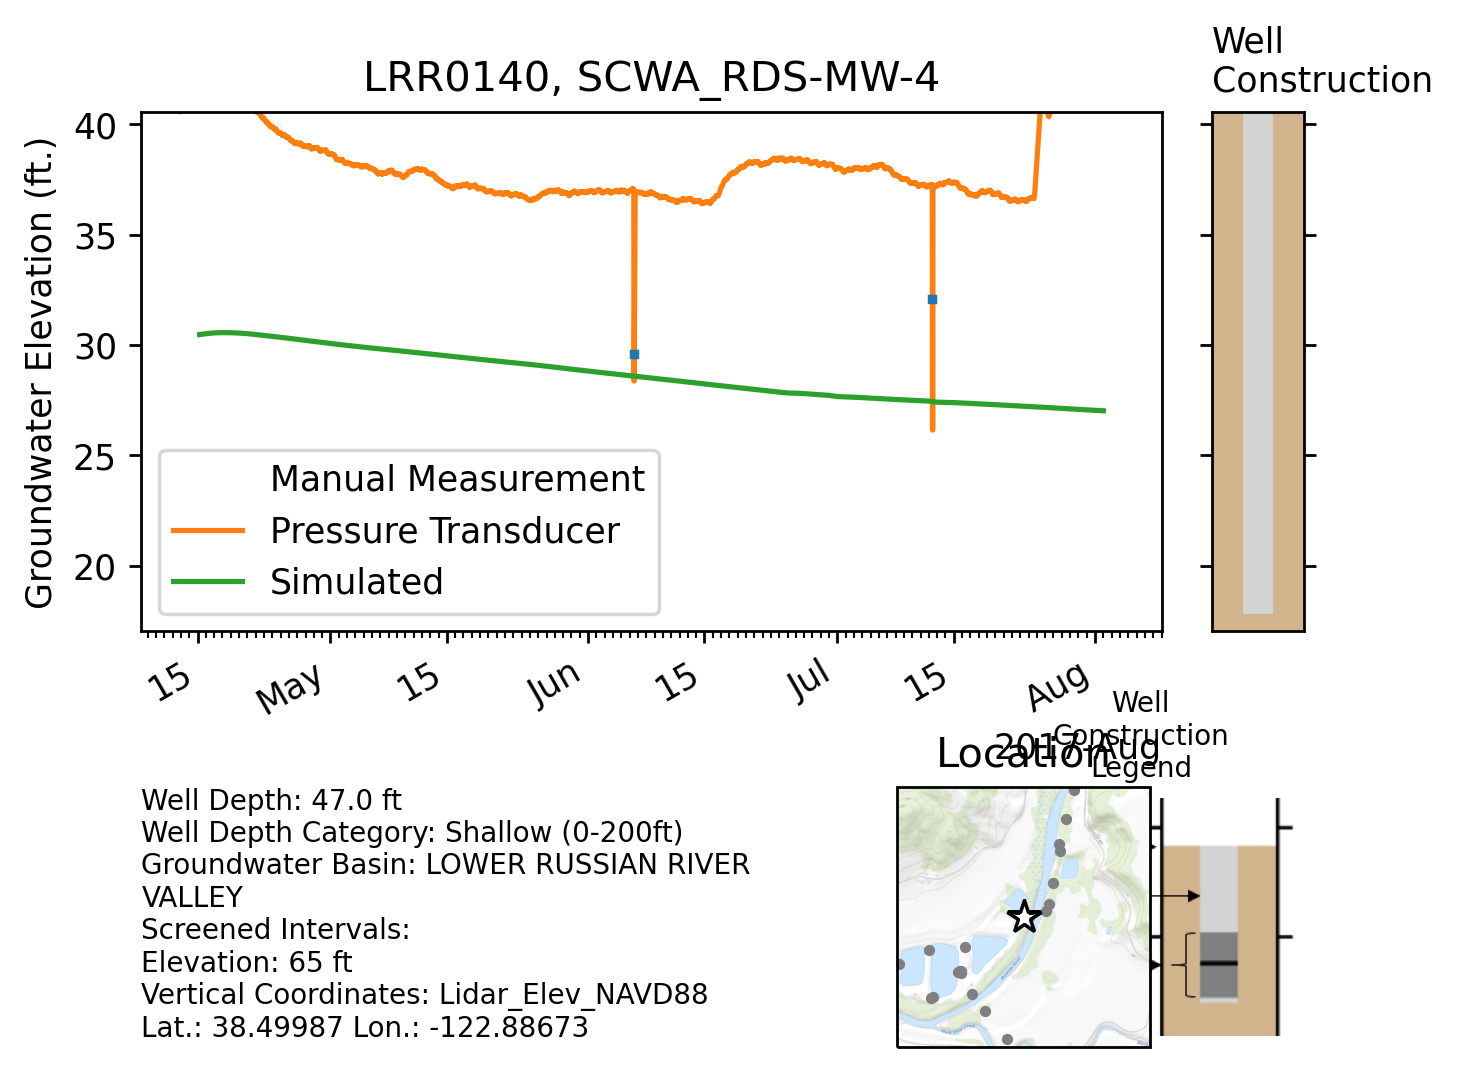 Well
Construction
LRR0140, SCWA_RDS-MW-4
Groundwater Elevation (ft.)
40
35
30
25
20
Manual Measurement
Pressure Transducer
Simulated
15
May
15
Jun
15
Jul
15
Aug
2017-Aug
Well
Construction
Legend
Location
Well Depth: 47.0 ft
Well Depth Category: Shallow (0-200ft)
Groundwater Basin: LOWER RUSSIAN RIVER
VALLEY
Screened Intervals:
Elevation: 65 ft
Vertical Coordinates: Lidar_Elev_NAVD88
Lat.: 38.49987 Lon.: -122.88673